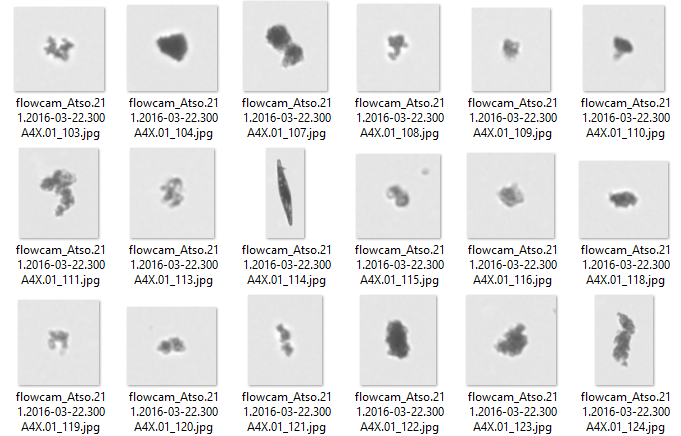 flowcam_Atso.21 flowcam_Atso.21 flowcam_Atso.21 flowcam_Atso.21 flowcam_Atso.21 flowcam_Atso.21
1.2016-03-22.300 1.2016-03-22.300 1.2016-03-22.300 1.2016-03-22.300 1.2016-03-22.300 1.2016-03-22.300
A4X.01_103.jpg A4X.01_104.jpg A4X.01_107.jpg A4X.01_108.jpg A4X.01_109.jpg A4X.01_110.jpg
flowcam_Atso.21 flowcam_Atso.21 flowcam_Atso.21 flowcam_Atso.21 flowcam_Atso.21 flowcam_Atso.21
1.2016-03-22.300 1.2016-03-22.300 1.2016-03-22.300 1.2016-03-22.300 1.2016-03-22.300 1.2016-03-22.300
A4X.01_111.jpg A4X.01_113.jpg A4X.01_114.jpg A4X.01_115.jpg A4X.01_116.jpg A4X.01_118.jpg
flowcam_Atso.21 flowcam_Atso.21 flowcam_Atso.21 flowcam_Atso.21 flowcam_Atso.21 flowcam_Atso.21
1.2016-03-22.300 1.2016-03-22.300 1.2016-03-22.300 1.2016-03-22.300 1.2016-03-22.300 1.2016-03-22.300
A4X.01_119.jpg A4X.01_120.jpg A4X.01_121.jpg A4X.01_122.jpg A4X.01_123.jpg A4X.01_124.jpg